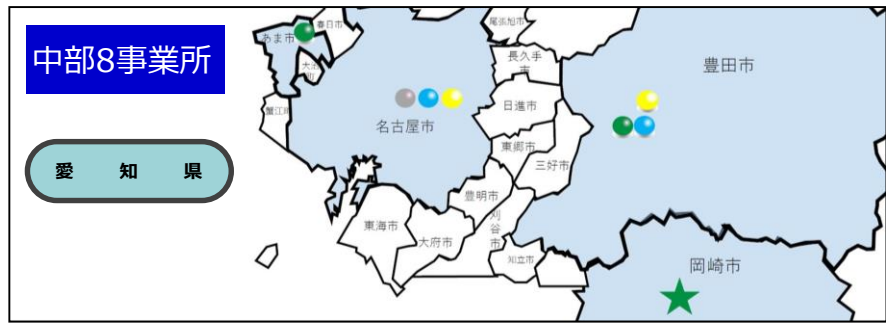 中部8事業所
愛 知 県
あま市
春日市
尾張旭市
長久手市
豊田市
蟹江町
日進市
名古屋市
東郷市
三好市
豊明市
刈谷市
東海市
大府市
知立市
岡崎市